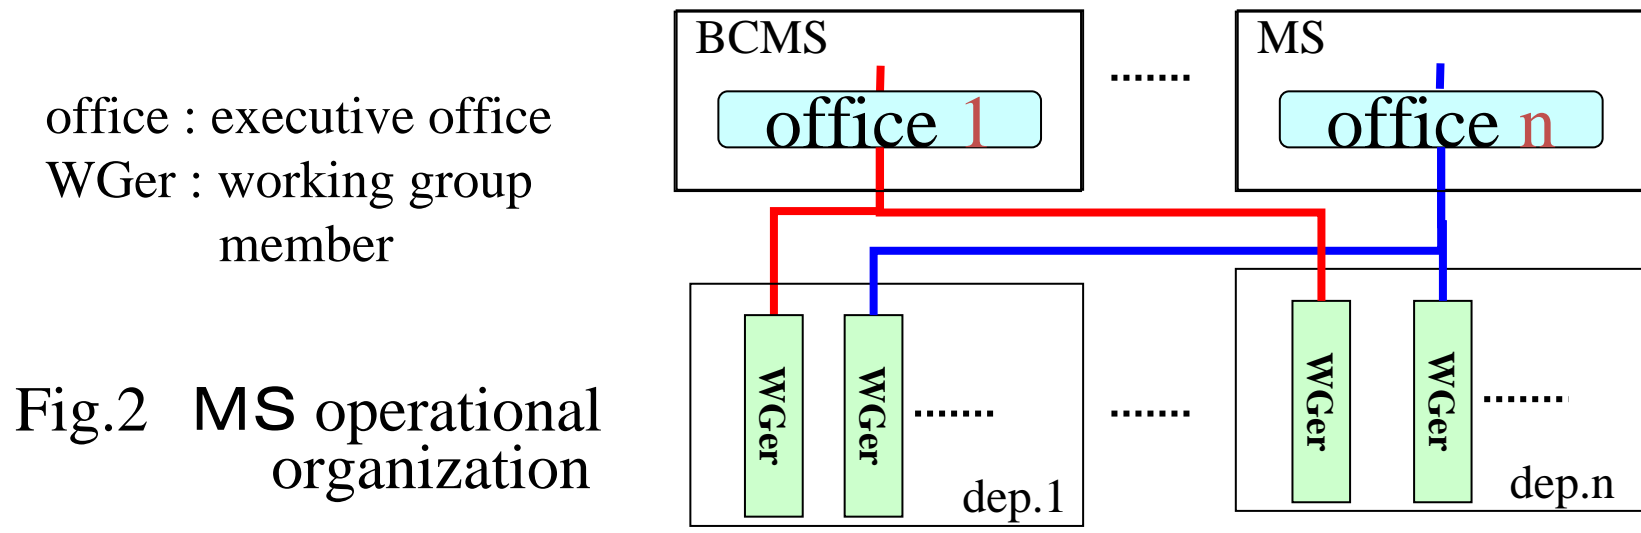 BCMS
MS
office 1
office n
office : executive office
WGer : working group
member
WGer
WGer
WGer
WGer
dep.1
dep.n
Fig.2 MS operational
organization